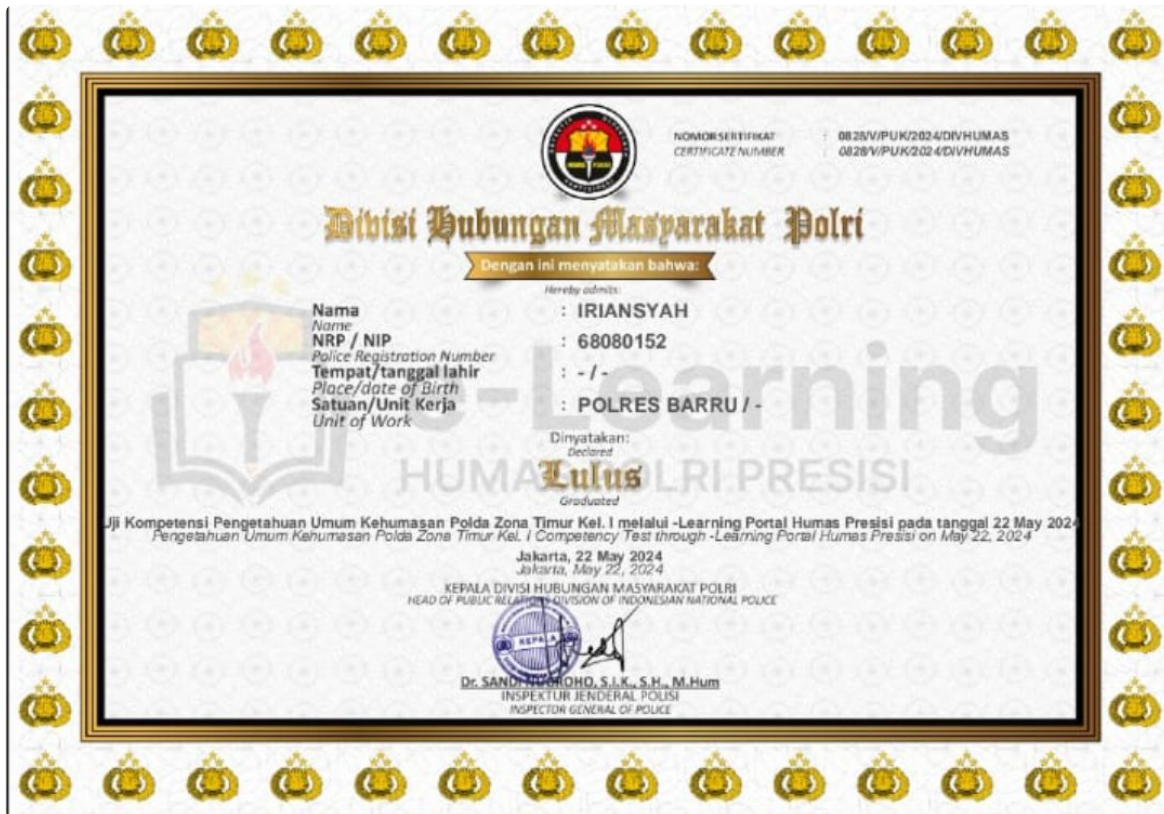 NOMOR SERTIFIKAT : 0828/V/PUK/2024/DIVHUMAS
CERTIFICATE NUMBER : 0828/V/PUK/2024/DIVHUMAS
Divisi Hubungan Masyarakat Polri
Dengan ini menyatakan bahwa:
Hereby admits:
Nama : IRIANSYAH
Name
NRP / NIP : 68080152
Police Registration Number
Tempat/tanggal lahir : - / -
Place/date of Birth
Satuan/Unit Kerja : POLRES BARRU / -
Unit of Work
e-Learning
HUMAS POLRI PRESISI
Dinyatakan:
Declared
Lulus
Graduated
Uji Kompetensi Pengetahuan Umum Kehumasan Polda Zona Timur Kel. I melalui -Learning Portal Humas Presisi pada tanggal 22 May 2024
Pengetahuan Umum Kehumasan Polda Zona Timur Kel. I Competency Test through -Learning Portal Humas Presisi on May 22, 2024
Jakarta, 22 May 2024
Jakarta, May 22, 2024
KEPALA DIVISI HUBUNGAN MASYARAKAT POLRI
HEAD OF PUBLIC RELATIONS DIVISION OF INDONESIAN NATIONAL POLICE
KEPALA
Dr. SANDI NUGROHO, S.I.K., S.H., M.Hum
INSPEKTUR JENDERAL POLISI
INSPECTOR GENERAL OF POLICE